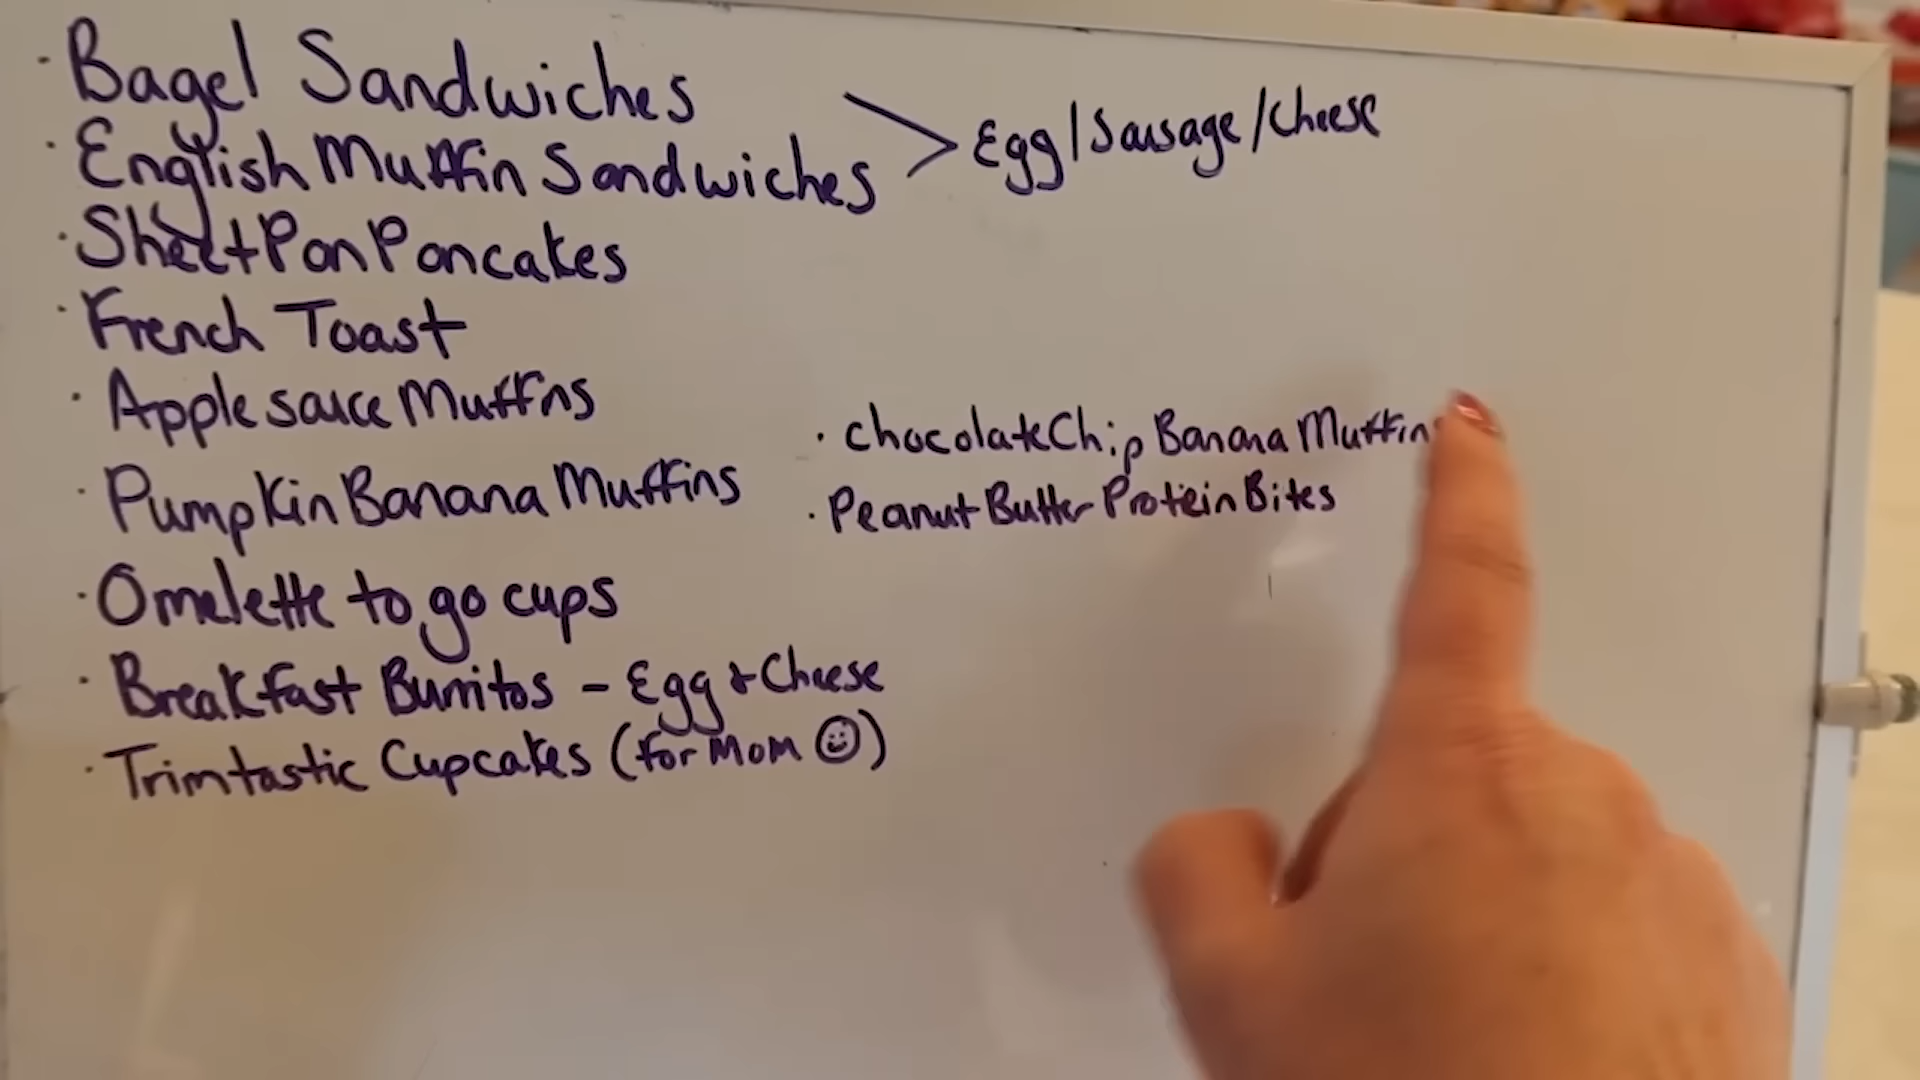 · Bagel Sandwiches
· English Muffin Sandwiches > Egg/Sausage/Cheese
· Sheet Pan Pancakes
· French Toast
· Applesauce Muffins
· Pumpkin Banana Muffins
· Omelette to go cups
· Breakfast Burritos - Egg & Cheese
· Trimtastic Cupcakes (for Mom ☺)
· Chocolate Chip Banana Muffin
· Peanut Butter Protein Bites